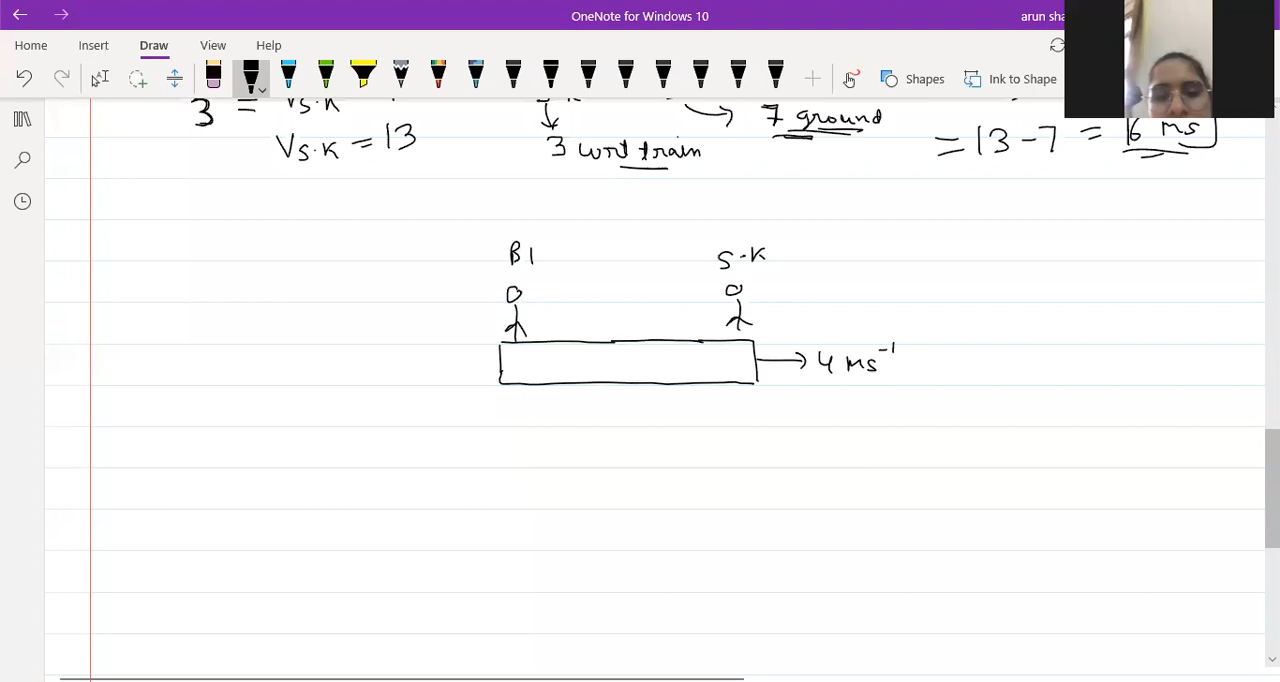 OneNote for Windows 10
arun sha
Home Insert Draw View Help
Shapes Ink to Shape
3 = VS.K
7 ground
6 ms
VS.K = 13
3 wrt train
= 13 - 7 =
B1 S.K
4 ms⁻¹